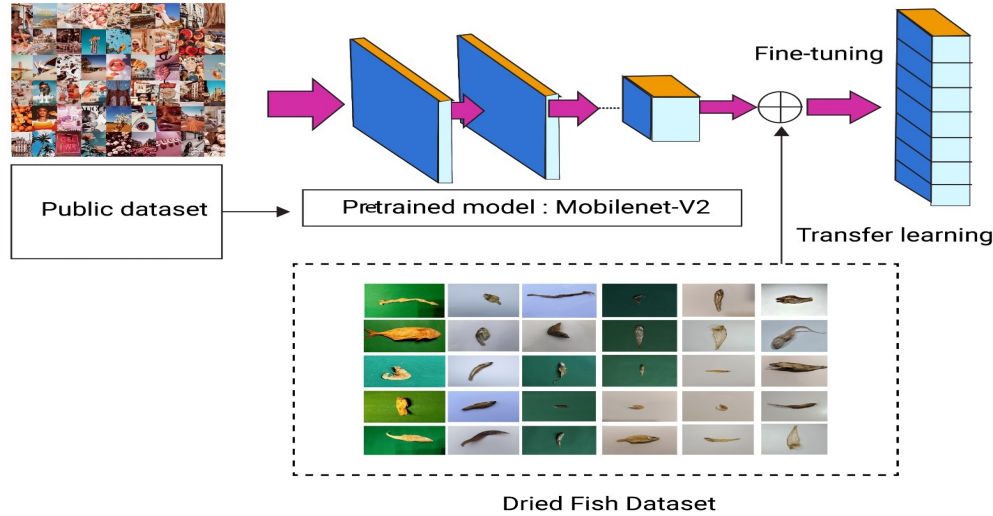 Fine-tuning
Public dataset
Pretrained model : Mobilenet-V2
Transfer learning
Dried Fish Dataset